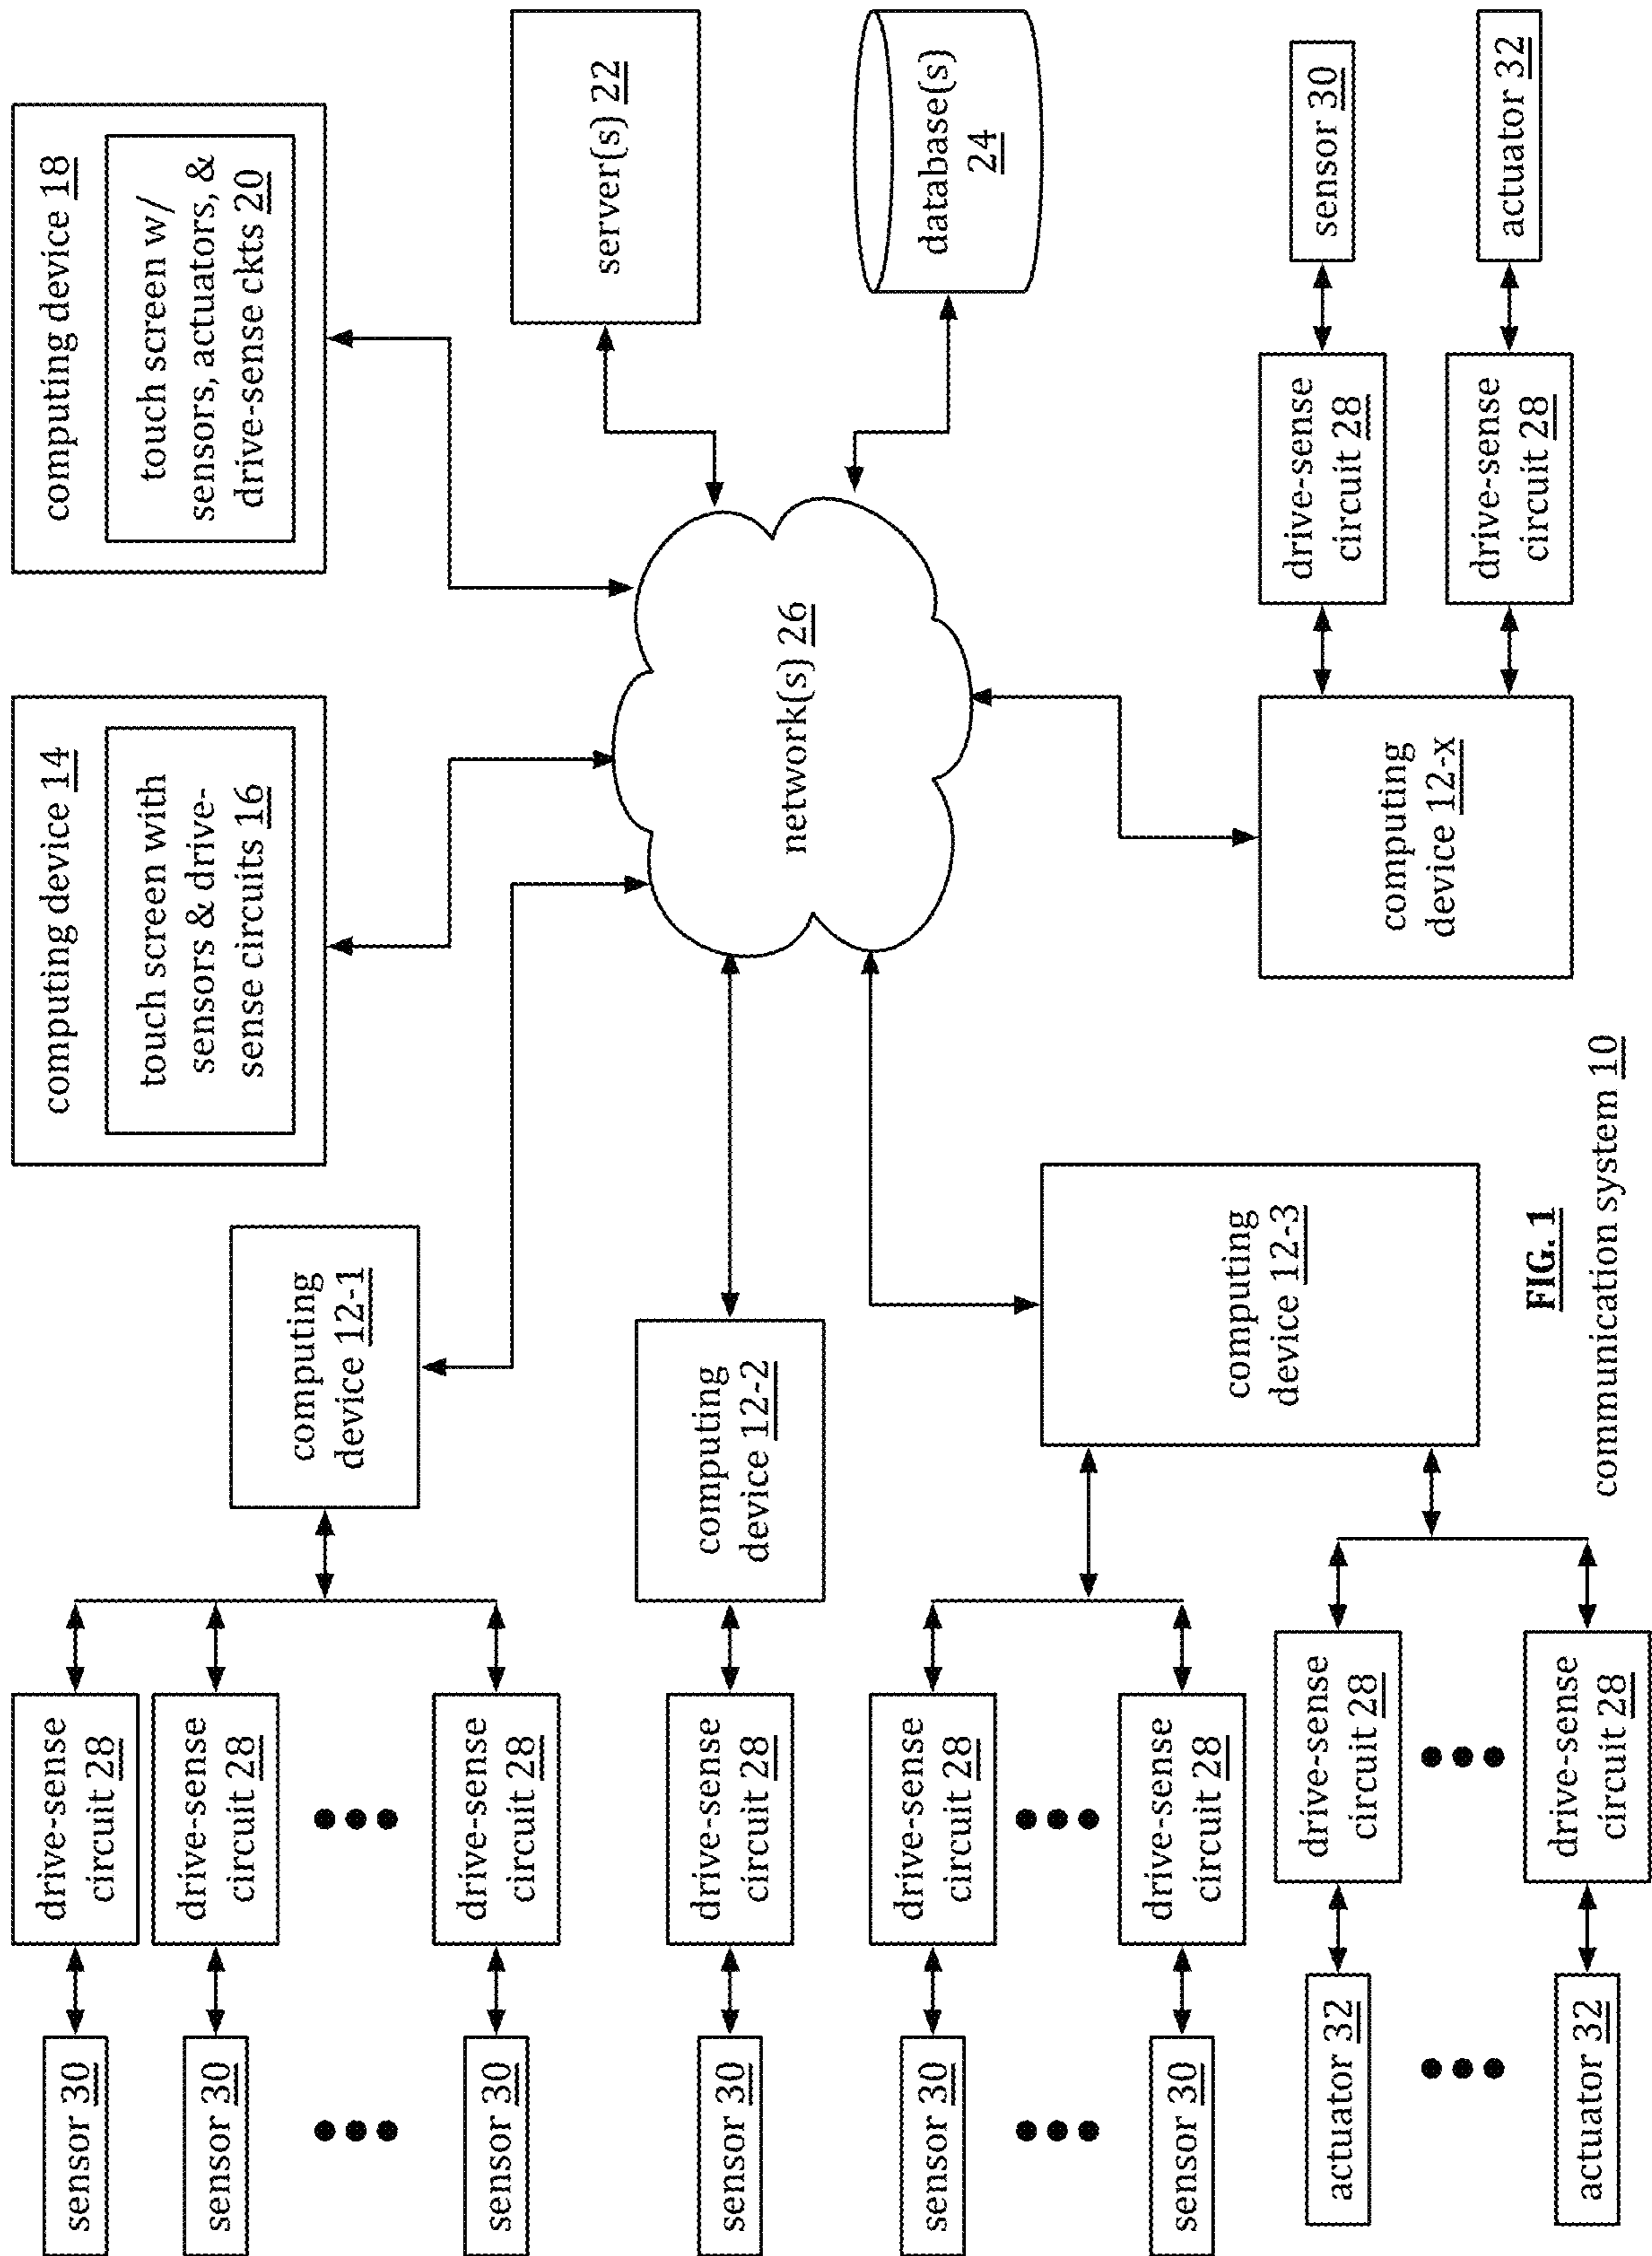 computing device 14
touch screen with
sensors & drive-
sense circuits 16
computing device 18
touch screen w/
sensors, actuators, &
drive-sense ckts 20
sensor 30
drive-sense
circuit 28
sensor 30
drive-sense
circuit 28
sensor 30
drive-sense
circuit 28
computing
device 12-1
server(s) 22
sensor 30
drive-sense
circuit 28
computing
device 12-2
network(s) 26
database(s)
24
sensor 30
drive-sense
circuit 28
sensor 30
drive-sense
circuit 28
computing
device 12-3
actuator 32
drive-sense
circuit 28
actuator 32
drive-sense
circuit 28
computing
device 12-x
drive-sense
circuit 28
sensor 30
drive-sense
circuit 28
actuator 32
FIG. 1
communication system 10